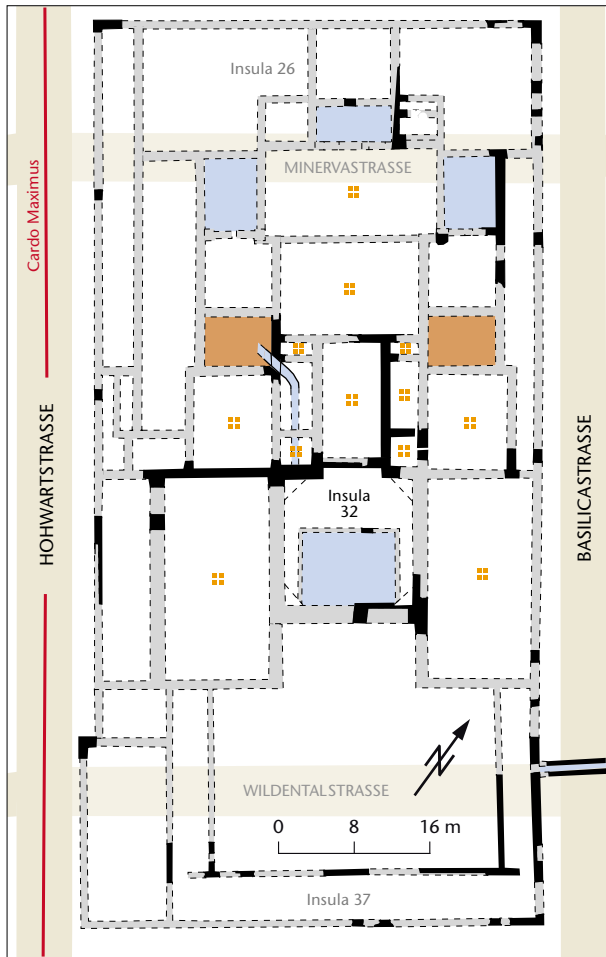 Insula 26
MINERVASTRASSE
Cardo Maximus
HOHWARTSTRASSE
BASILICASTRASSE
Insula
32
WILDENTALSTRASSE
0 8 16 m
Insula 37
N